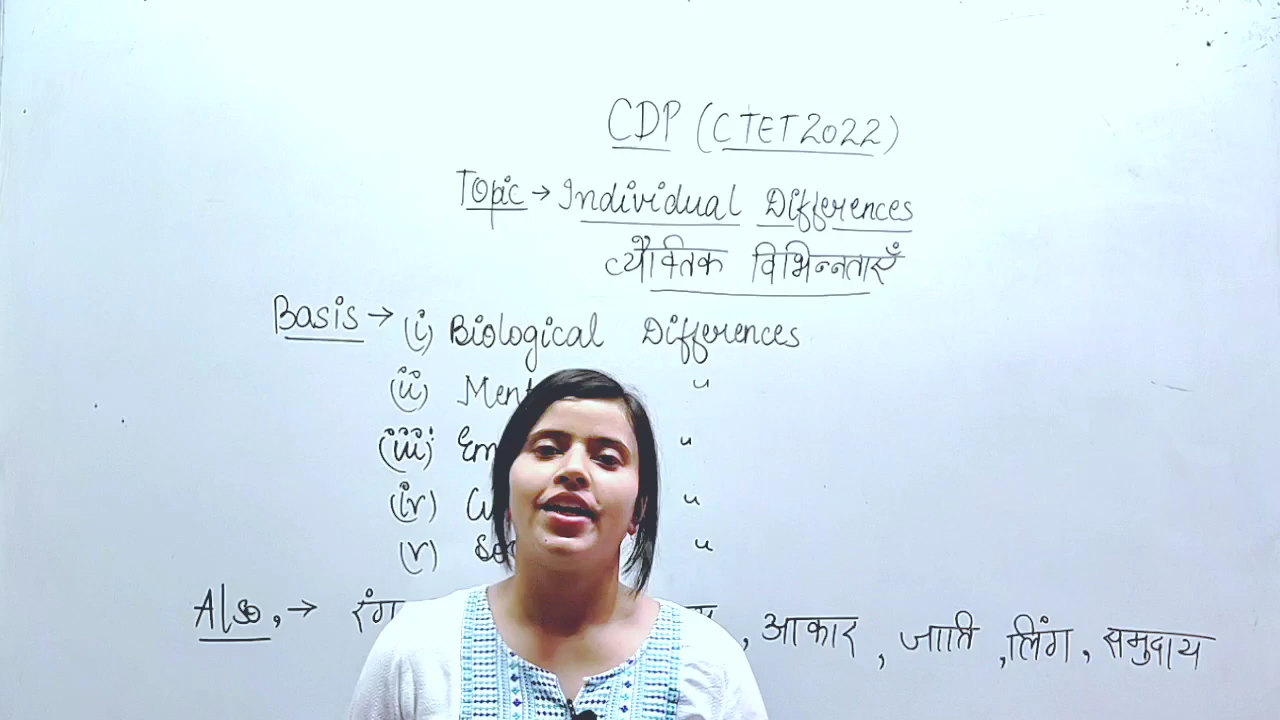 CDP (CTET 2022)
Topic → Individual Differences
व्यैक्तिक विभिन्नताएँ
Basis → (i) Biological Differences
(ii) "
(iii) "
(iv) "
(v) "
Also, → रंग , आकार , जाति , लिंग , समुदाय